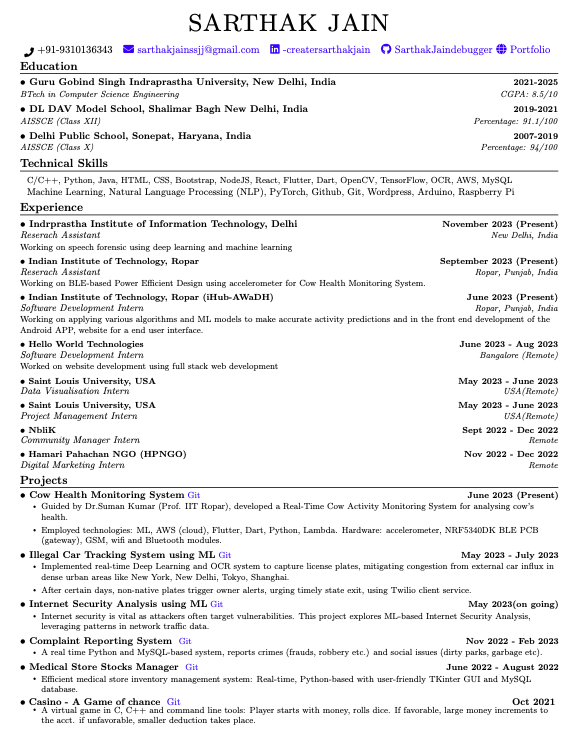 SARTHAK JAIN
+91-9310136343 sarthakjainssjj@gmail.com -creatersarthakjain SarthakJaindebugger Portfolio
Education
• Guru Gobind Singh Indraprastha University, New Delhi, India 2021-2025
BTech in Computer Science Engineering CGPA: 8.5/10
• DL DAV Model School, Shalimar Bagh New Delhi, India 2019-2021
AISSCE (Class XII) Percentage: 91.1/100
• Delhi Public School, Sonepat, Haryana, India 2007-2019
AISSCE (Class X) Percentage: 94/100
Technical Skills
C/C++, Python, Java, HTML, CSS, Bootstrap, NodeJS, React, Flutter, Dart, OpenCV, TensorFlow, OCR, AWS, MySQL
Machine Learning, Natural Language Processing (NLP), PyTorch, Github, Git, Wordpress, Arduino, Raspberry Pi
Experience
• Indrprastha Institute of Information Technology, Delhi November 2023 (Present)
Reserach Assistant New Delhi, India
Working on speech forensic using deep learning and machine learning
• Indian Institute of Technology, Ropar September 2023 (Present)
Reserach Assistant Ropar, Punjab, India
Working on BLE-based Power Efficient Design using accelerometer for Cow Health Monitoring System.
• Indian Institute of Technology, Ropar (iHub-AWaDH) June 2023 (Present)
Software Development Intern Ropar, Punjab, India
Working on applying various algorithms and ML models to make accurate activity predictions and in the front end development of the
Android APP, website for a end user interface.
• Hello World Technologies June 2023 - Aug 2023
Software Development Intern Bangalore (Remote)
Worked on website development using full stack web development
• Saint Louis University, USA May 2023 - June 2023
Data Visualisation Intern USA(Remote)
• Saint Louis University, USA May 2023 - June 2023
Project Management Intern USA(Remote)
• NbliK Sept 2022 - Dec 2022
Community Manager Intern Remote
• Hamari Pahachan NGO (HPNGO) Nov 2022 - Dec 2022
Digital Marketing Intern Remote
Projects
• Cow Health Monitoring System Git June 2023 (Present)
• Guided by Dr.Suman Kumar (Prof. IIT Ropar), developed a Real-Time Cow Activity Monitoring System for analysing cow's
health.
• Employed technologies: ML, AWS (cloud), Flutter, Dart, Python, Lambda. Hardware: accelerometer, NRF5340DK BLE PCB
(gateway), GSM, wifi and Bluetooth modules.
• Illegal Car Tracking System using ML Git May 2023 - July 2023
• Implemented real-time Deep Learning and OCR system to capture license plates, mitigating congestion from external car influx in
dense urban areas like New York, New Delhi, Tokyo, Shanghai.
• After certain days, non-native plates trigger owner alerts, urging timely state exit, using Twilio client service.
• Internet Security Analysis using ML Git May 2023(on going)
• Internet security is vital as attackers often target vulnerabilities. This project explores ML-based Internet Security Analysis,
leveraging patterns in network traffic data.
• Complaint Reporting System Git Nov 2022 - Feb 2023
• A real time Python and MySQL-based system, reports crimes (frauds, robbery etc.) and social issues (dirty parks, garbage etc).
• Medical Store Stocks Manager Git June 2022 - August 2022
• Efficient medical store inventory management system: Real-time, Python-based with user-friendly TKinter GUI and MySQL
database.
• Casino - A Game of chance Git Oct 2021
• A virtual game in C, C++ and command line tools: Player starts with money, rolls dice. If favorable, large money increments to
the acct. if unfavorable, smaller deduction takes place.